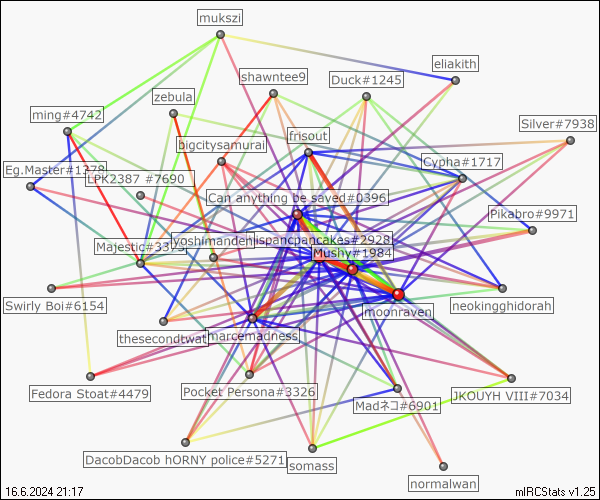 mukszi
eliakith
shawntee9
Duck#1245
zebula
ming#4742
Silver#7938
frisout
bigcitysamurai
Cypha#1717
Eg.Master#1378
LPK2387 #7690
Can anything be saved#0396
Pikabro#9971
Majestic#3373
hispanicpancakes#2928
Mushy#1984
Swirly Boi#6154
moonraven
neokingghidorah
thesecondtwat
marcemadness
Fedora Stoat#4479
Pocket Persona#3326
JKOUYH VIII#7034
Madネコ#6901
DacobDacob hORNY police#5271
somass
normalwan
16.6.2024 21:17
mIRCStats v1.25